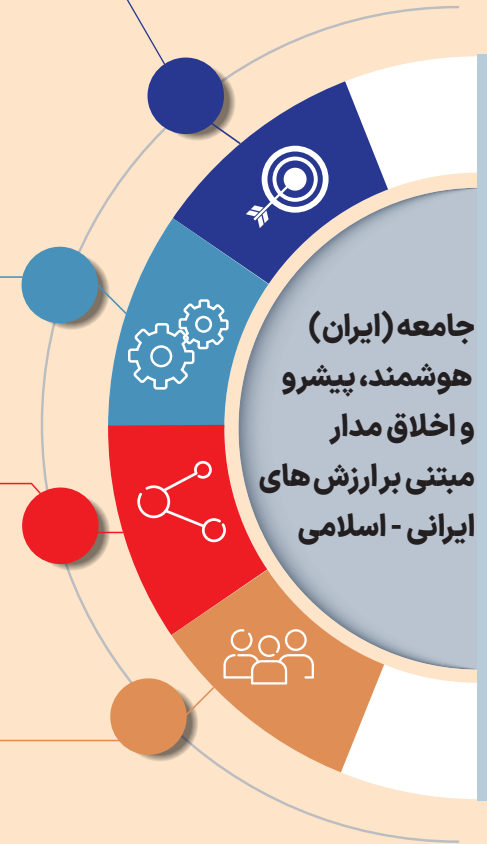 جامعه (ایران)
هوشمند، پیشرو
و اخلاق مدار
مبتنی بر ارزش های
ایرانی - اسلامی